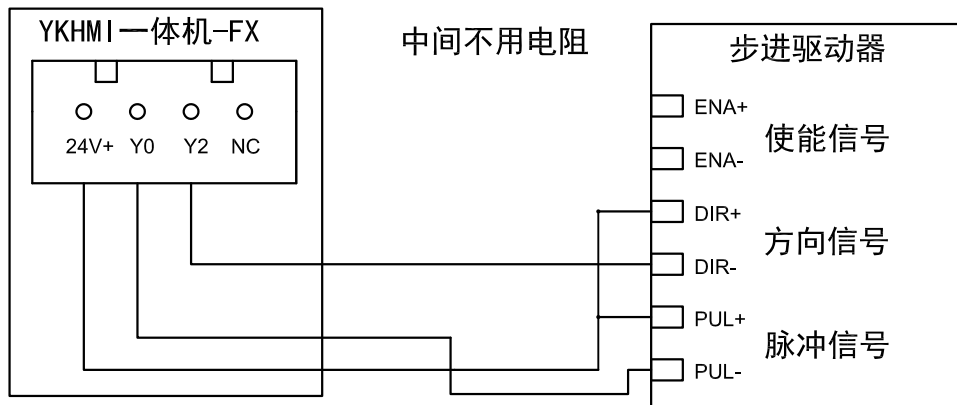 YKHMI一体机-FX
24V+ Y0 Y2 NC
中间不用电阻
步进驱动器
ENA+
使能信号
ENA-
DIR+
方向信号
DIR-
PUL+
脉冲信号
PUL-